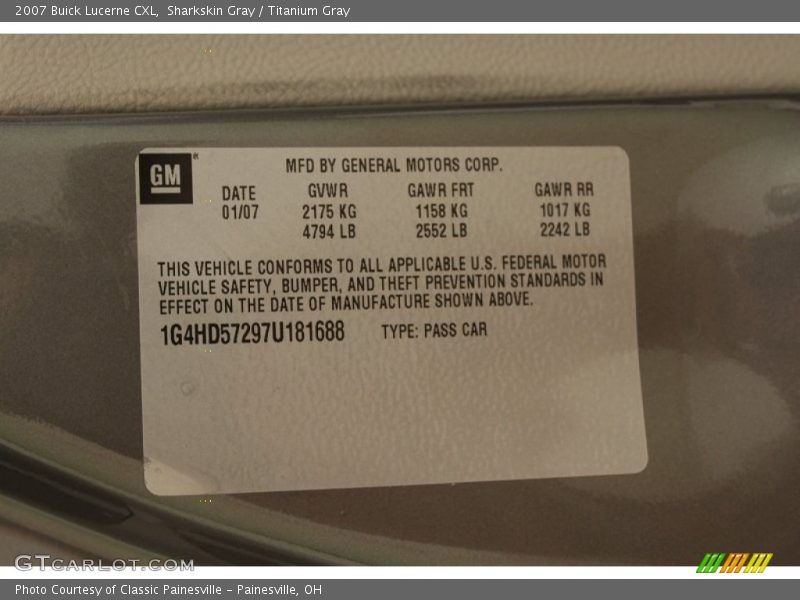 2007 Buick Lucerne CXL,  Sharkskin Gray / Titanium Gray
GM®
MFD BY GENERAL MOTORS CORP.
DATE GVWR GAWR FRT GAWR RR
01/07 2175 KG 1158 KG 1017 KG
4794 LB 2552 LB 2242 LB
THIS VEHICLE CONFORMS TO ALL APPLICABLE U.S. FEDERAL MOTOR
VEHICLE SAFETY, BUMPER, AND THEFT PREVENTION STANDARDS IN
EFFECT ON THE DATE OF MANUFACTURE SHOWN ABOVE.
1G4HD57297U181688 TYPE: PASS CAR
GTCARLOT.COM
Photo Courtesy of Classic Painesville - Painesville, OH